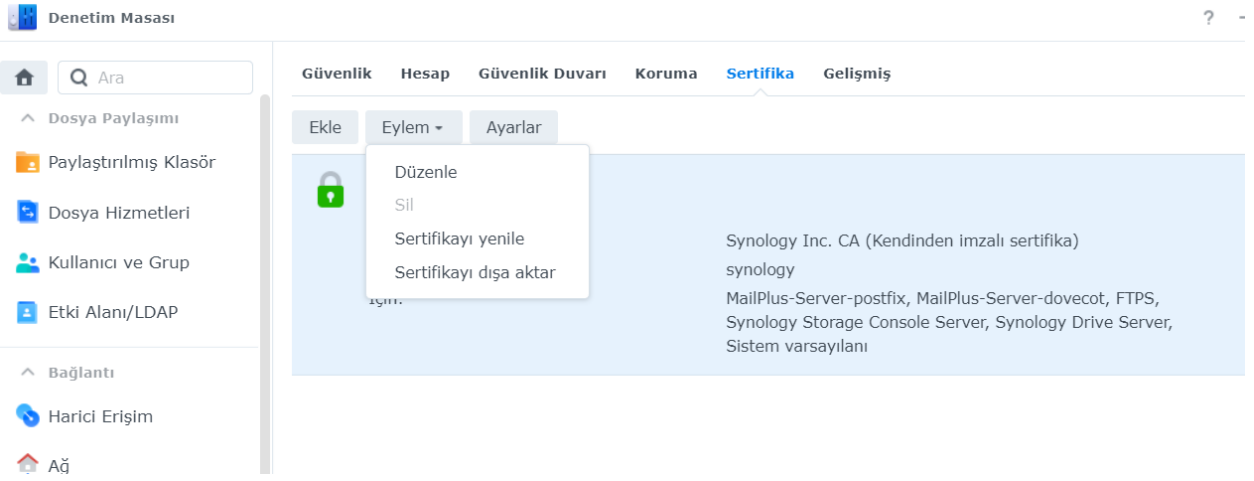 Denetim Masası
?
Ara
Dosya Paylaşımı
Paylaştırılmış Klasör
Dosya Hizmetleri
Kullanıcı ve Grup
Etki Alanı/LDAP
Bağlantı
Harici Erişim
Ağ
Güvenlik Hesap Güvenlik Duvarı Koruma Sertifika Gelişmiş
Ekle Eylem Ayarlar
Düzenle
Sil
Sertifikayı yenile
Sertifikayı dışa aktar
Synology Inc. CA (Kendinden imzalı sertifika)
synology
için: MailPlus-Server-postfix, MailPlus-Server-dovecot, FTPS,
Synology Storage Console Server, Synology Drive Server,
Sistem varsayılanı